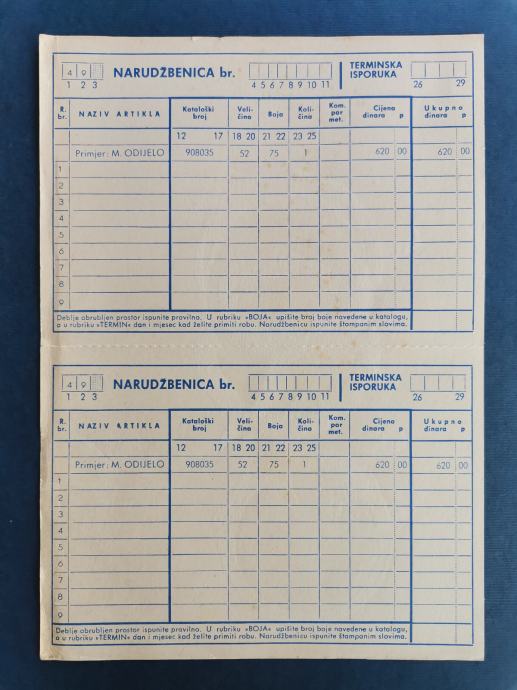 4 9 NARUDŽBENICA br. TERMINSKA
ISPORUKA
1 2 3 4 5 6 7 8 9 10 11 26 29
R.
br. NAZIV ARTIKLA Kataloški
broj Veli-
čina Boja Koli-
čina Kom.
par
met. Cijena
dinara p Ukupno
dinara p
12 17 18 20 21 22 23 25
Primjer: M. ODIJELO 908035 52 75 1 620 00 620 00
1
2
3
4
5
6
7
8
9
Deblje obrubljen prostor ispunite pravilno. U rubriku »BOJA« upišite broj boje navedene u katalogu,
a u rubriku »TERMIN« dan i mjesec kad želite primiti robu. Narudžbenicu ispunite štampanim slovima.
4 9 NARUDŽBENICA br. TERMINSKA
ISPORUKA
1 2 3 4 5 6 7 8 9 10 11 26 29
R.
br. NAZIV ARTIKLA Kataloški
broj Veli-
čina Boja Koli-
čina Kom.
par
met. Cijena
dinara p Ukupno
dinara p
12 17 18 20 21 22 23 25
Primjer: M. ODIJELO 908035 52 75 1 620 00 620 00
1
2
3
4
5
6
7
8
9
Deblje obrubljen prostor ispunite pravilno. U rubriku »BOJA« upišite broj boje navedene u katalogu,
a u rubriku »TERMIN« dan i mjesec kad želite primiti robu. Narudžbenicu ispunite štampanim slovima.